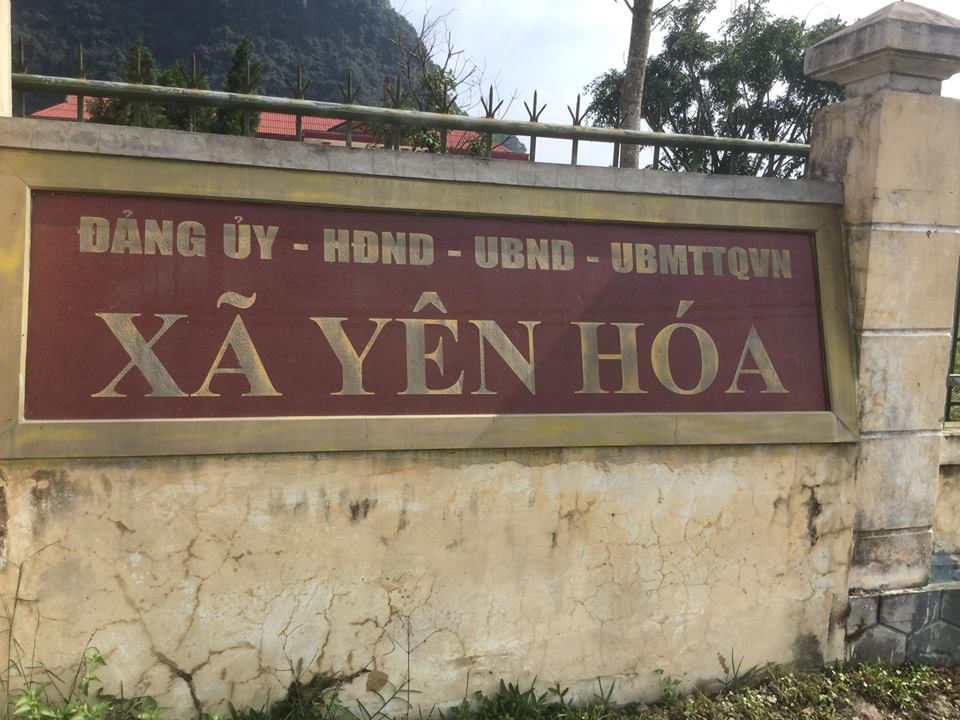 ĐẢNG ỦY - HĐND - UBND - UBMTTQVN
XÃ YÊN HÓA